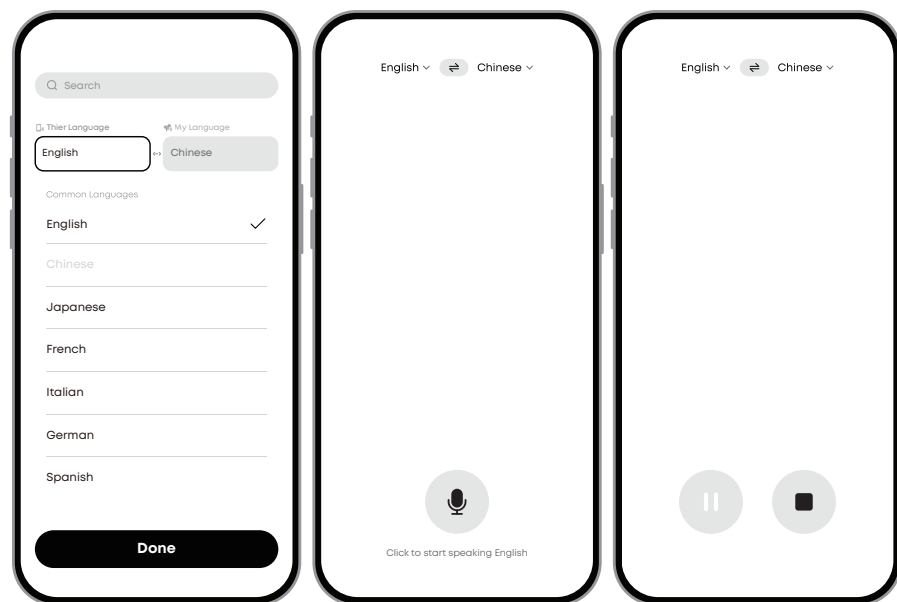 Search
Thier Language
My Language
English
Chinese
Common Languages
English
Chinese
Japanese
French
Italian
German
Spanish
Done
English
Chinese
Click to start speaking English
English
Chinese